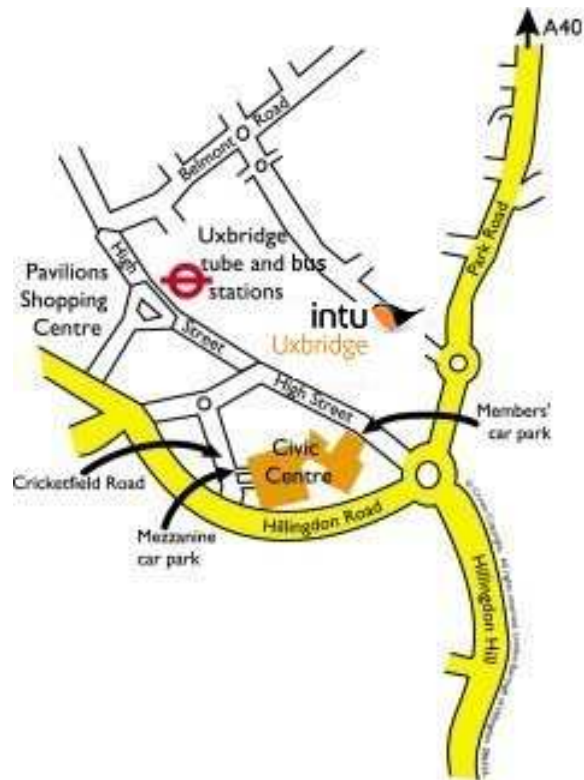 A40
Belmont Road
Park Road
High
Street
Uxbridge
tube and bus
stations
Pavilions
Shopping
Centre
intu
Uxbridge
High Street
Members'
car park
Civic
Centre
Cricketfield Road
Mezzanine
car park
Hillingdon Road
Hillingdon Hill